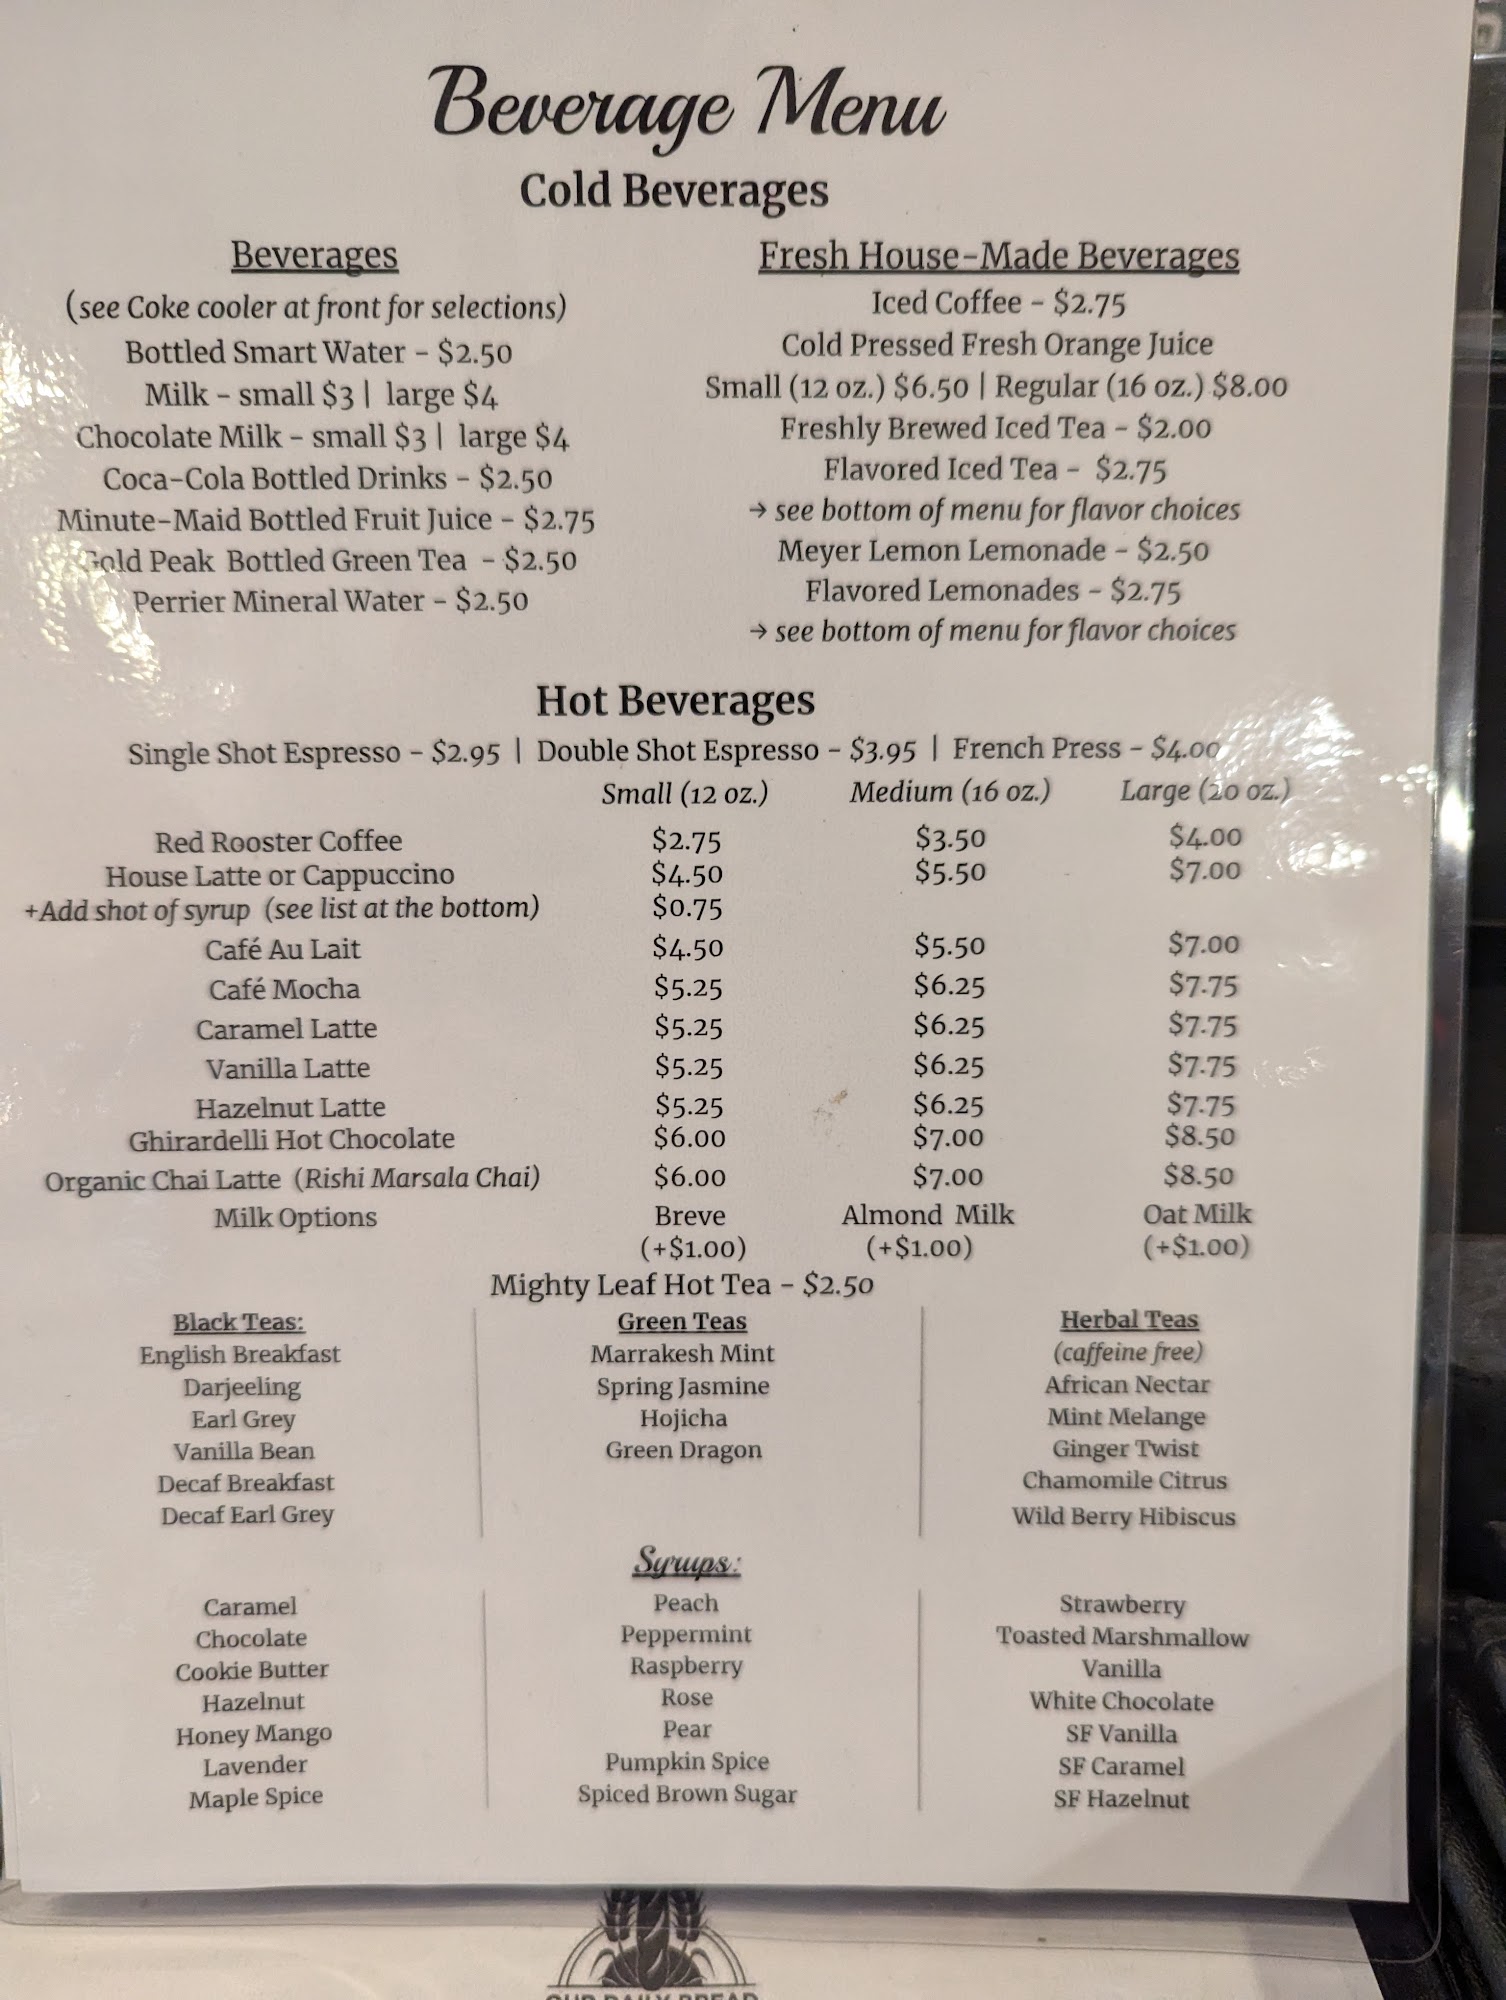 Beverage Menu
Cold Beverages
Beverages
(see Coke cooler at front for selections)
Bottled Smart Water - $2.50
Milk - small $3 | large $4
Chocolate Milk - small $3 | large $4
Coca-Cola Bottled Drinks - $2.50
Minute-Maid Bottled Fruit Juice - $2.75
Gold Peak Bottled Green Tea - $2.50
Perrier Mineral Water - $2.50
Fresh House-Made Beverages
Iced Coffee - $2.75
Cold Pressed Fresh Orange Juice
Small (12 oz.) $6.50 | Regular (16 oz.) $8.00
Freshly Brewed Iced Tea - $2.00
Flavored Iced Tea - $2.75
→ see bottom of menu for flavor choices
Meyer Lemon Lemonade - $2.50
Flavored Lemonades - $2.75
→ see bottom of menu for flavor choices
Hot Beverages
Single Shot Espresso - $2.95 | Double Shot Espresso - $3.95 | French Press - $4.00
Small (12 oz.) Medium (16 oz.) Large (20 oz.)
Red Rooster Coffee $2.75 $3.50 $4.00
House Latte or Cappuccino $4.50 $5.50 $7.00
+Add shot of syrup (see list at the bottom) $0.75
Café Au Lait $4.50 $5.50 $7.00
Café Mocha $5.25 $6.25 $7.75
Caramel Latte $5.25 $6.25 $7.75
Vanilla Latte $5.25 $6.25 $7.75
Hazelnut Latte $5.25 $6.25 $7.75
Ghirardelli Hot Chocolate $6.00 $7.00 $8.50
Organic Chai Latte (Rishi Marsala Chai) $6.00 $7.00 $8.50
Milk Options Breve Almond Milk Oat Milk
(+$1.00) (+$1.00) (+$1.00)
Mighty Leaf Hot Tea - $2.50
Black Teas:
English Breakfast
Darjeeling
Earl Grey
Vanilla Bean
Decaf Breakfast
Decaf Earl Grey
Green Teas
Marrakesh Mint
Spring Jasmine
Hojicha
Green Dragon
Herbal Teas
(caffeine free)
African Nectar
Mint Melange
Ginger Twist
Chamomile Citrus
Wild Berry Hibiscus
Syrups:
Caramel
Chocolate
Cookie Butter
Hazelnut
Honey Mango
Lavender
Maple Spice
Peach
Peppermint
Raspberry
Rose
Pear
Pumpkin Spice
Spiced Brown Sugar
Strawberry
Toasted Marshmallow
Vanilla
White Chocolate
SF Vanilla
SF Caramel
SF Hazelnut
OUR DAILY BREAD